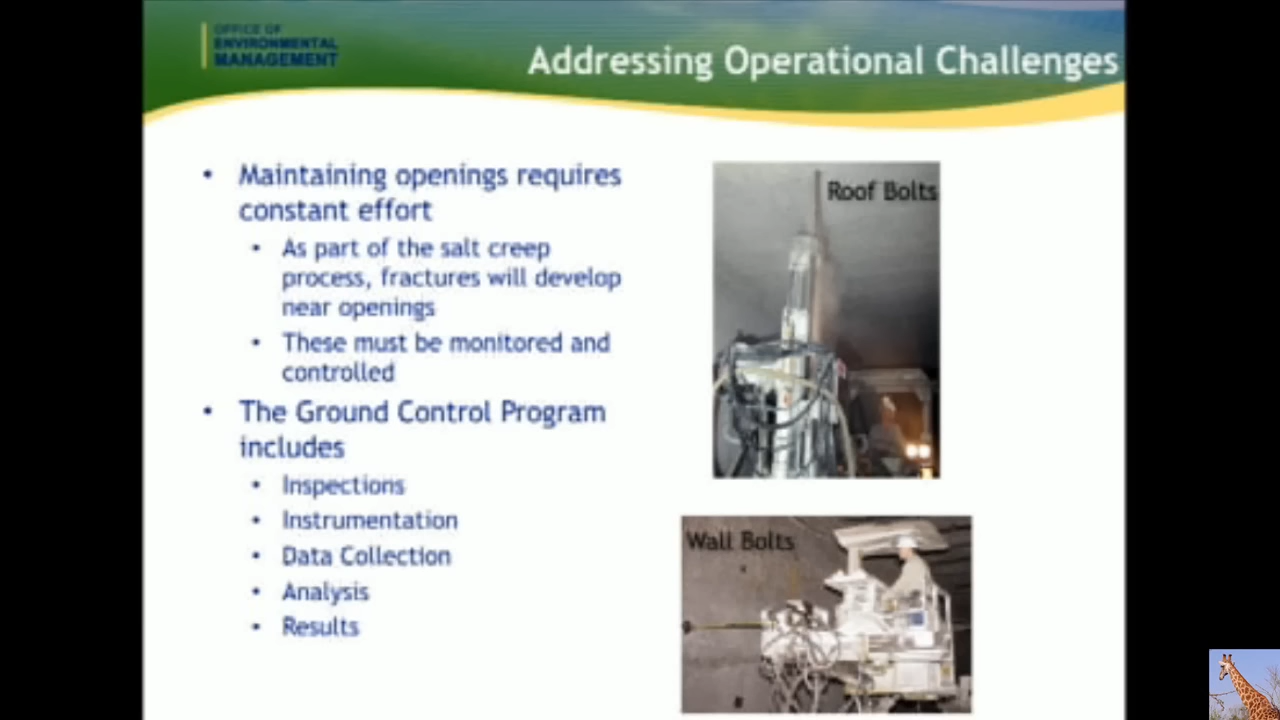 OFFICE OF
ENVIRONMENTAL
MANAGEMENT
Addressing Operational Challenges
• Maintaining openings requires
constant effort
• As part of the salt creep
process, fractures will develop
near openings
• These must be monitored and
controlled
• The Ground Control Program
includes
• Inspections
• Instrumentation
• Data Collection
• Analysis
• Results
Roof Bolts
Wall Bolts